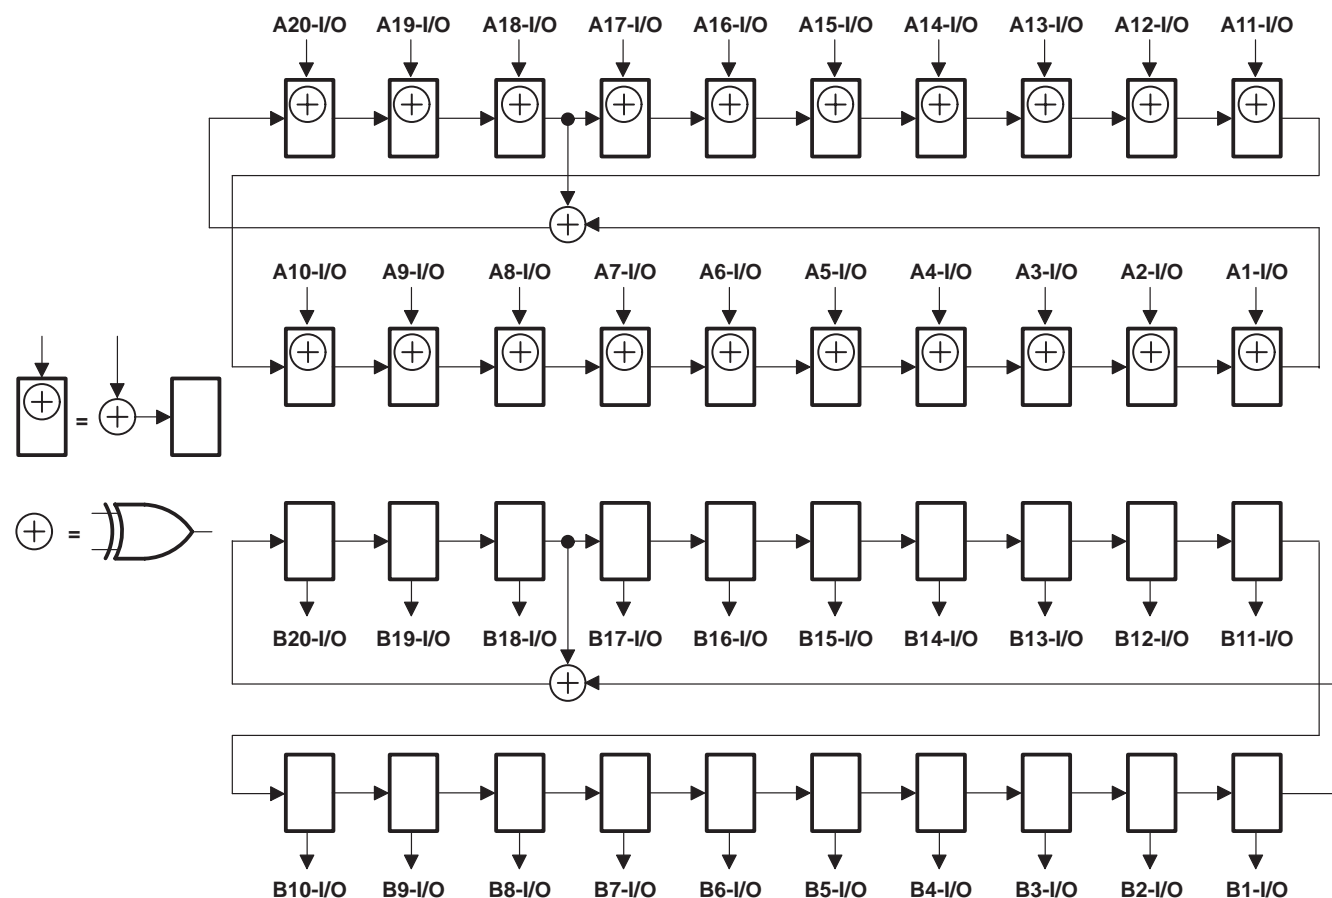 A20-I/O A19-I/O A18-I/O A17-I/O A16-I/O A15-I/O A14-I/O A13-I/O A12-I/O A11-I/O
A10-I/O A9-I/O A8-I/O A7-I/O A6-I/O A5-I/O A4-I/O A3-I/O A2-I/O A1-I/O
=
=
B20-I/O B19-I/O B18-I/O B17-I/O B16-I/O B15-I/O B14-I/O B13-I/O B12-I/O B11-I/O
B10-I/O B9-I/O B8-I/O B7-I/O B6-I/O B5-I/O B4-I/O B3-I/O B2-I/O B1-I/O